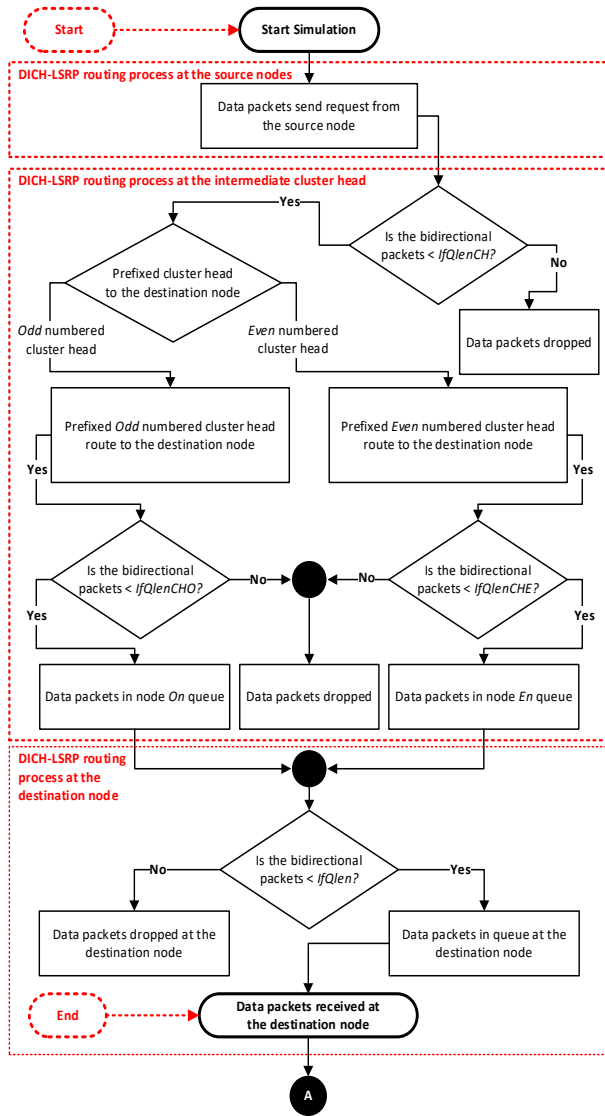 Start
Start Simulation
DICH-LSRP routing process at the source nodes
Data packets send request from
the source node
DICH-LSRP routing process at the intermediate cluster head
Yes
Is the bidirectional
packets < IfQlenCH?
No
Prefixed cluster head
to the destination node
Data packets dropped
Odd numbered
cluster head
Even numbered
cluster head
Prefixed Odd numbered cluster head
route to the destination node
Prefixed Even numbered cluster head
route to the destination node
Yes
Yes
Is the bidirectional
packets < IfQlenCHO?
No
No
Is the bidirectional
packets < IfQlenCHE?
Yes
Yes
Data packets in node On queue
Data packets dropped
Data packets in node En queue
DICH-LSRP routing
process at the
destination node
Is the bidirectional
packets < IfQlen?
No
Yes
Data packets dropped at the
destination node
Data packets in queue at the
destination node
End
Data packets received at
the destination node
A